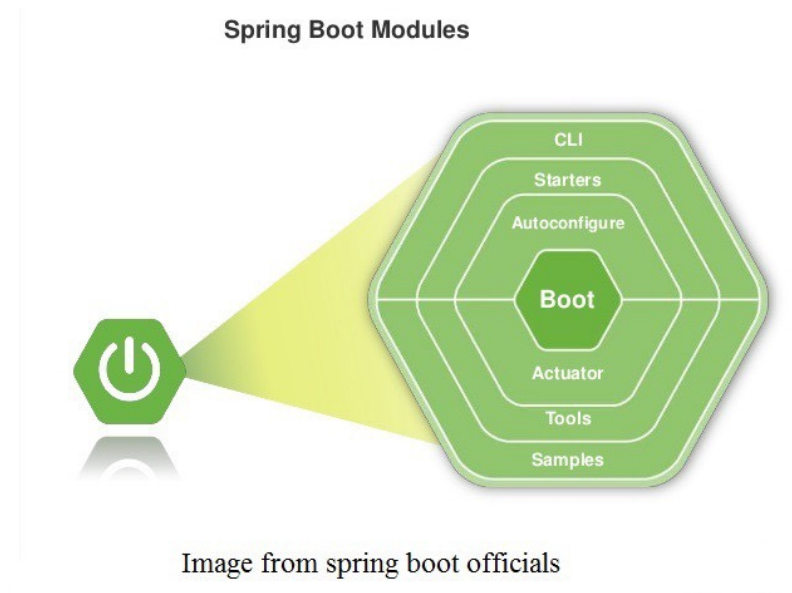 Spring Boot Modules
CLI
Starters
Autoconfigure
Boot
Actuator
Tools
Samples
Image from spring boot officials